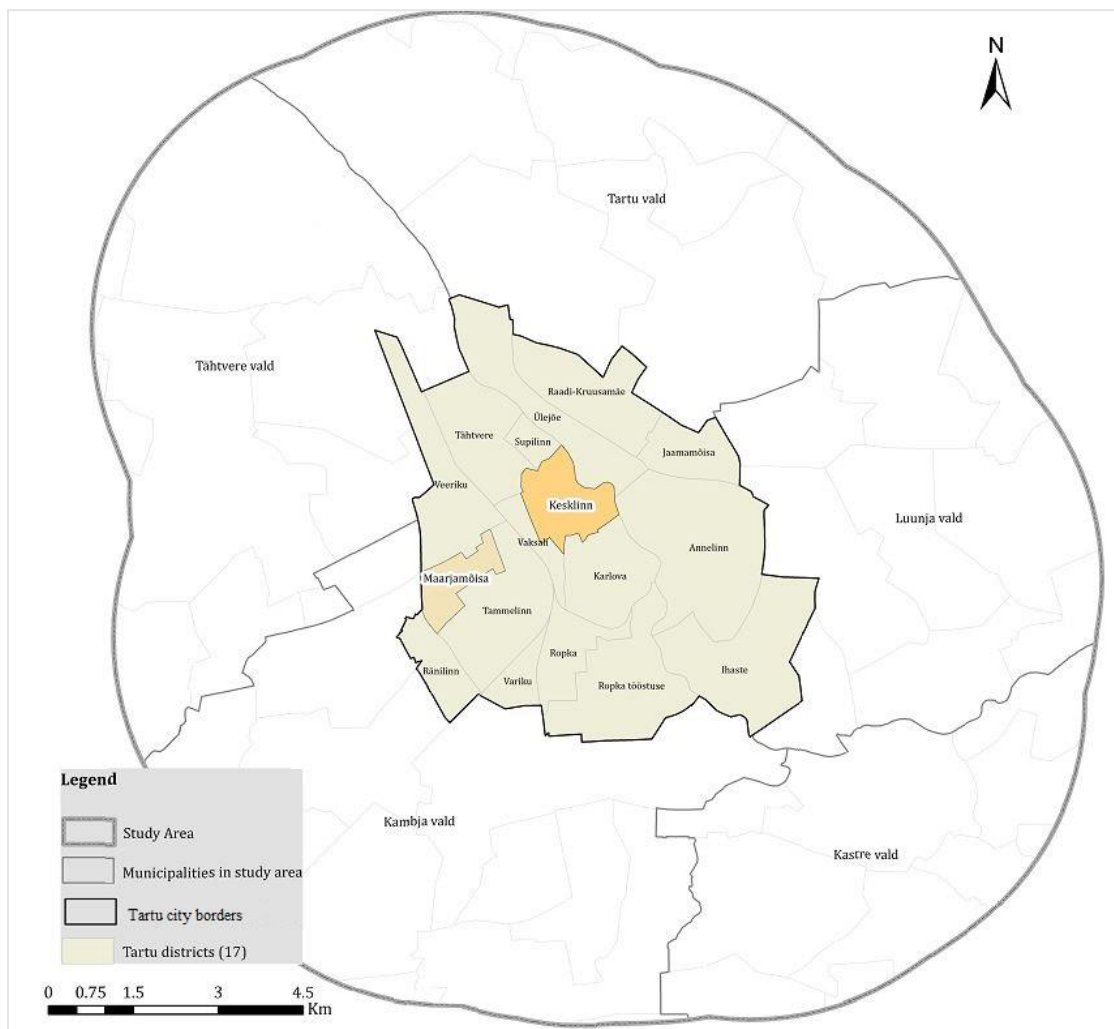 N
Tartu vald
Tähtvere vald
Raadi-Kruusamäe
Ülejõe
Tähtvere
Supilinn
Jaamamõisa
Veeriku
Kesklinn
Luunja vald
Vaksali
Annelinn
Maarjamõisa
Karlova
Tammelinn
Ropka
Ränilinn
Variku
Ropka tööstuse
Ihaste
Kambja vald
Kastre vald
Legend
Study Area
Municipalities in study area
Tartu city borders
Tartu districts (17)
0 0.75 1.5 3 4.5
Km